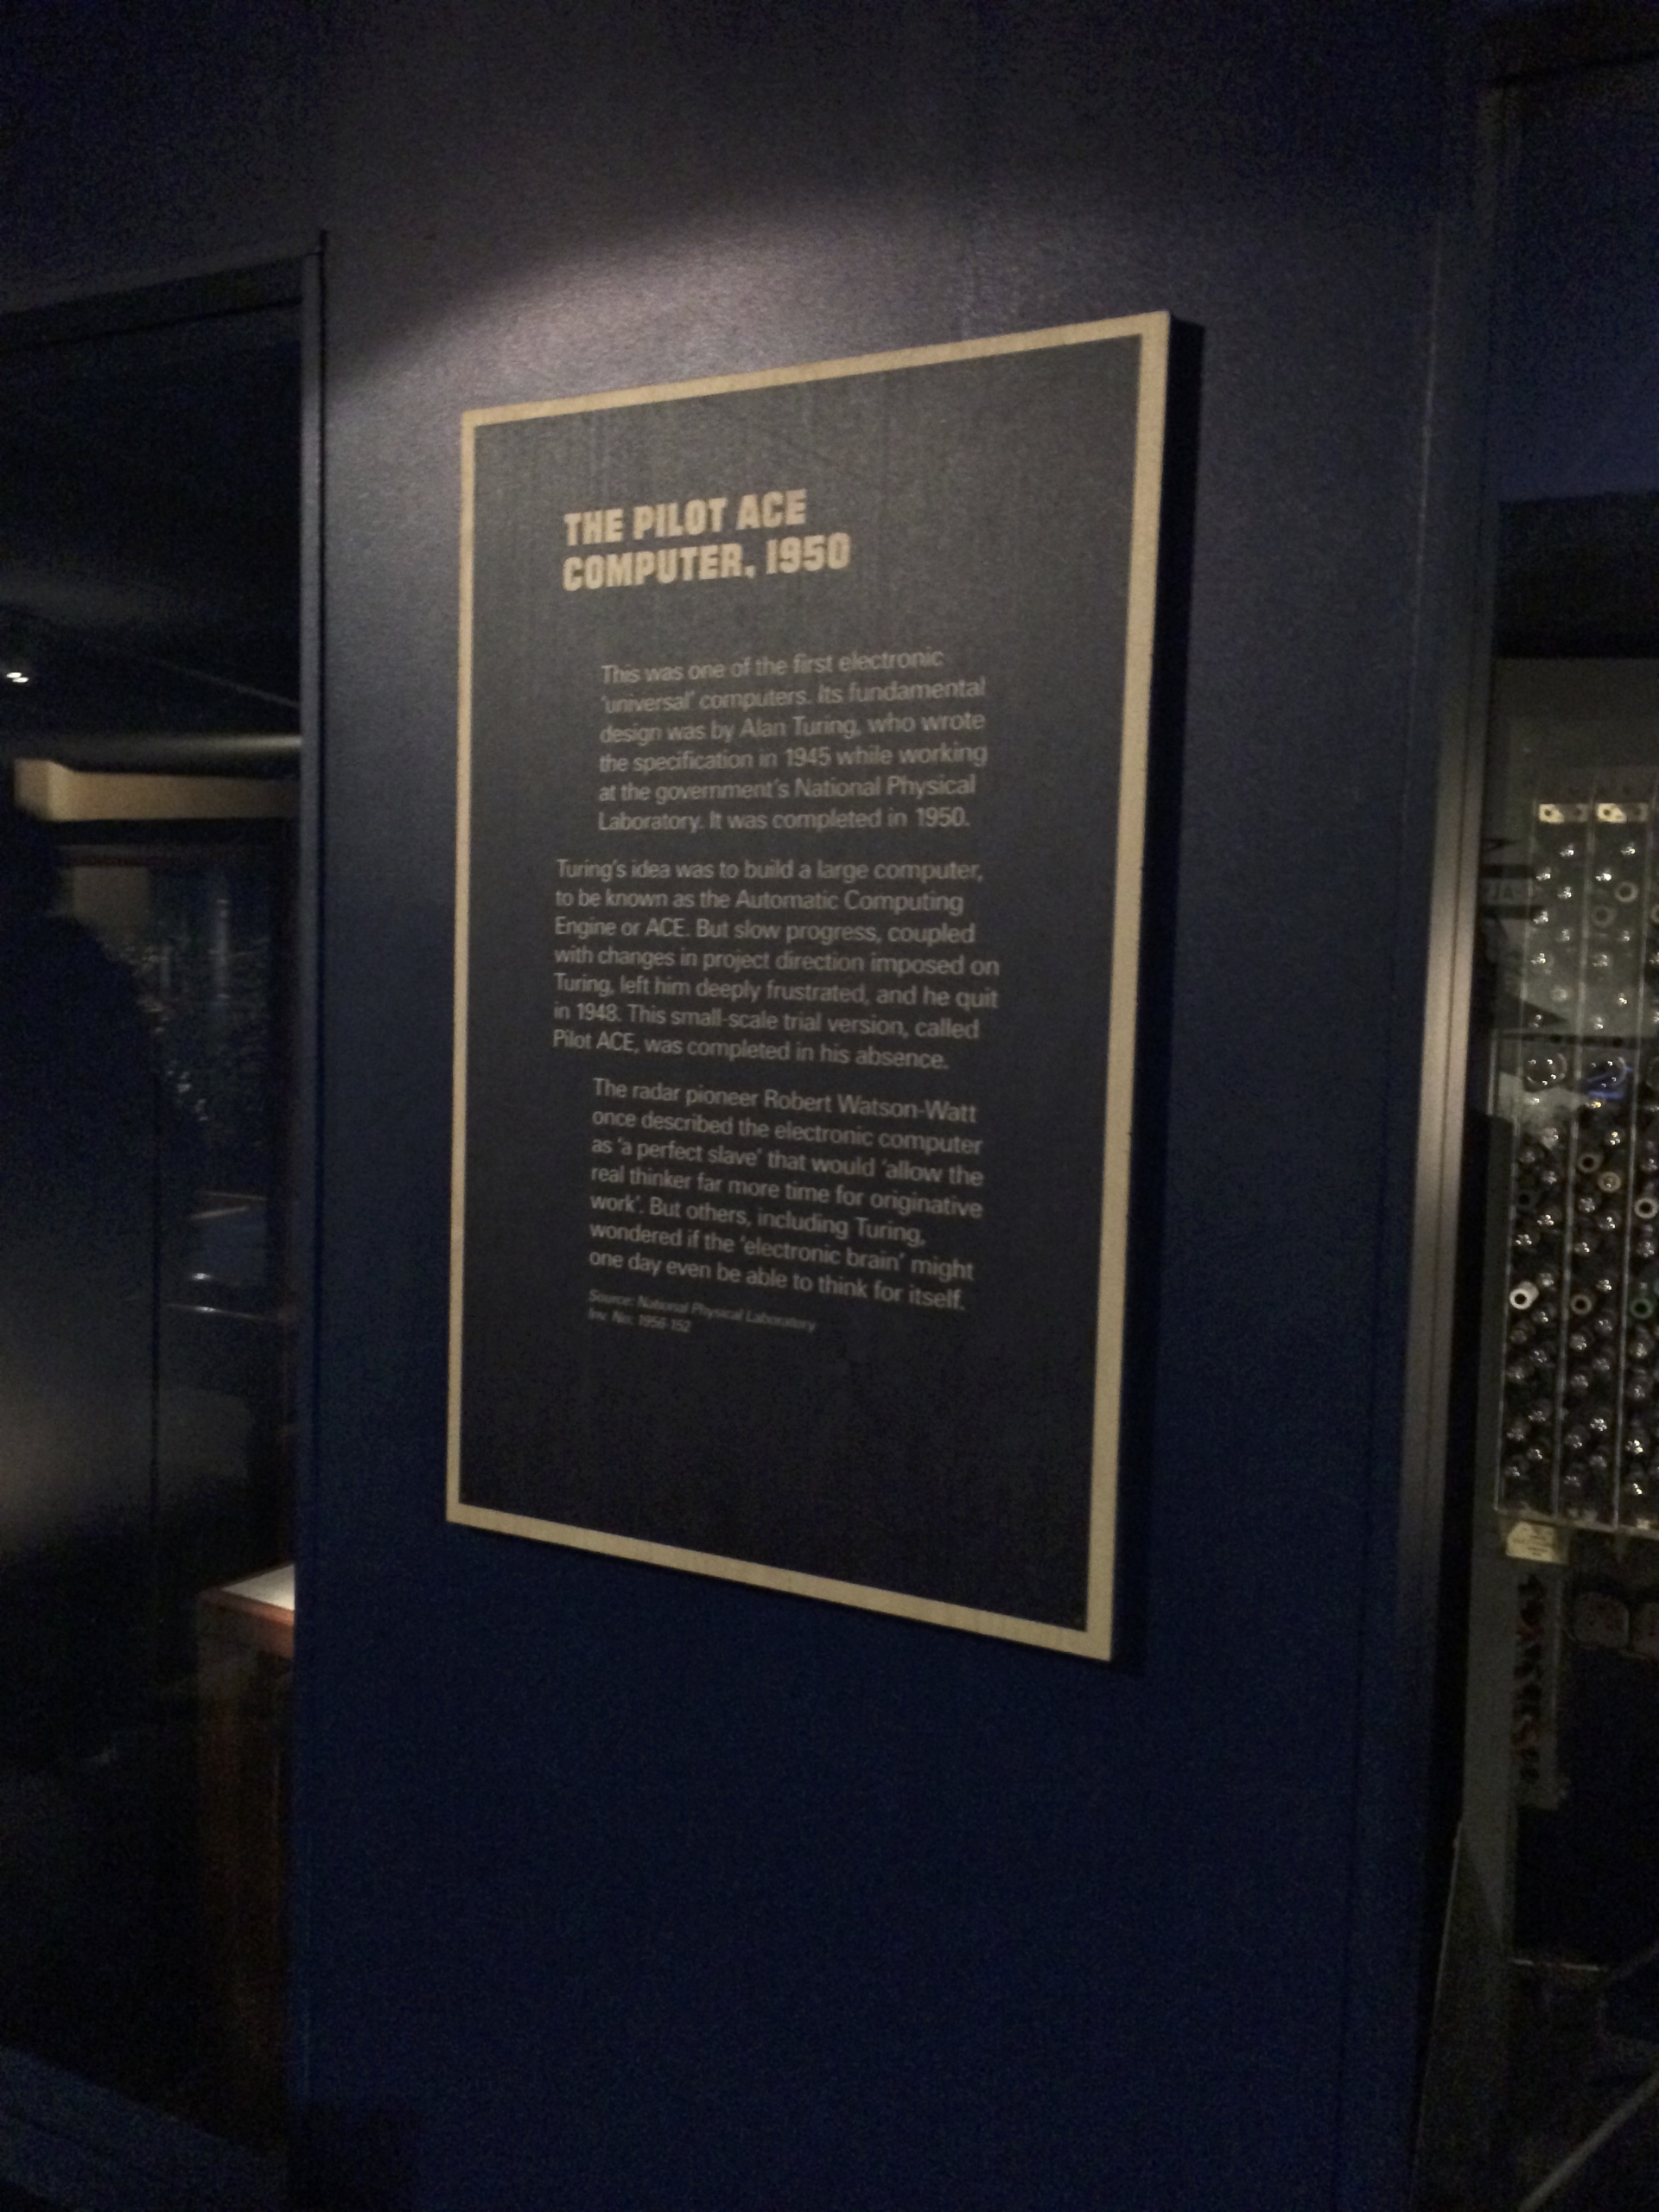 THE PILOT ACE
COMPUTER, 1950
This was one of the first electronic
'universal' computers. Its fundamental
design was by Alan Turing, who wrote
the specification in 1945 while working
at the government's National Physical
Laboratory. It was completed in 1950.
Turing's idea was to build a large computer,
to be known as the Automatic Computing
Engine or ACE. But slow progress, coupled
with changes in project direction imposed on
Turing, left him deeply frustrated, and he quit
in 1948. This small-scale trial version, called
Pilot ACE, was completed in his absence.
The radar pioneer Robert Watson-Watt
once described the electronic computer
as 'a perfect slave' that would 'allow the
real thinker far more time for originative
work'. But others, including Turing,
wondered if the 'electronic brain' might
one day even be able to think for itself.
Source: National Physical Laboratory
Inv. No. 1956-152